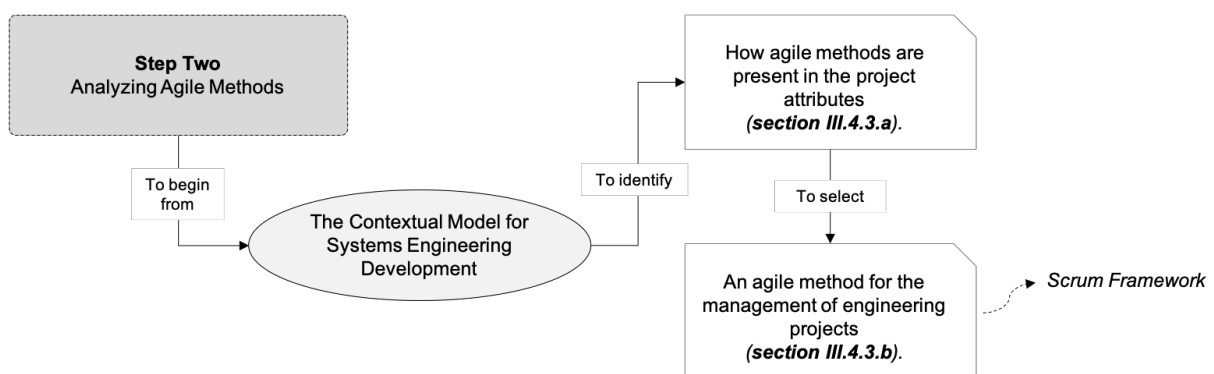 Step Two
Analyzing Agile Methods
To begin
from
The Contextual Model for
Systems Engineering
Development
To identify
How agile methods are
present in the project
attributes
(section III.4.3.a).
To select
An agile method for the
management of engineering
projects
(section III.4.3.b).
Scrum Framework